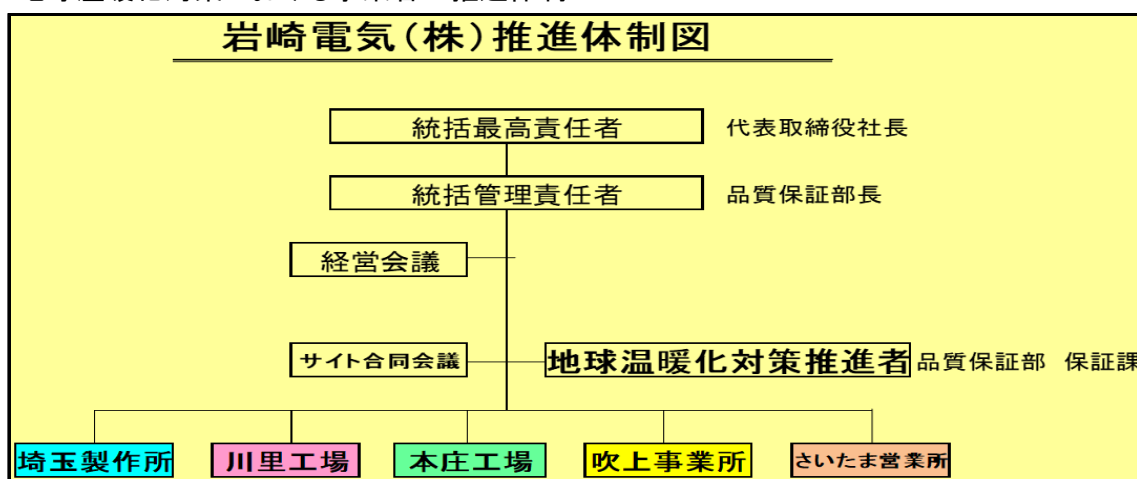 岩崎電気(株)推進体制図
統括最高責任者 代表取締役社長
統括管理責任者 品質保証部長
経営会議
サイト合同会議 地球温暖化対策推進者 品質保証部 保証課
埼玉製作所 川里工場 本庄工場 吹上事業所 さいたま営業所